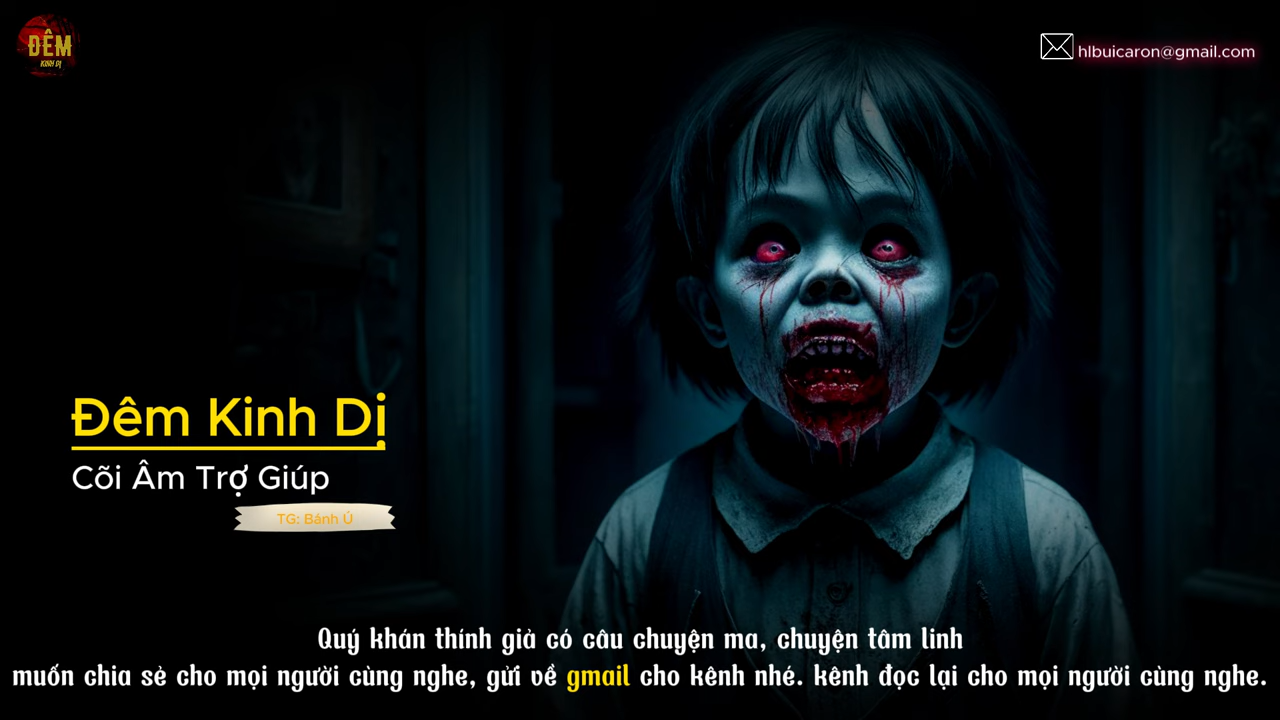 ĐÊM
KINH DỊ
hlbuicaron@gmail.com
Đêm Kinh Dị
Cõi Âm Trợ Giúp
TG: Bánh Ú
Quý khán thính giả có câu chuyện ma, chuyện tâm linh
muốn chia sẻ cho mọi người cùng nghe, gửi về gmail cho kênh nhé. kênh đọc lại cho mọi người cùng nghe.